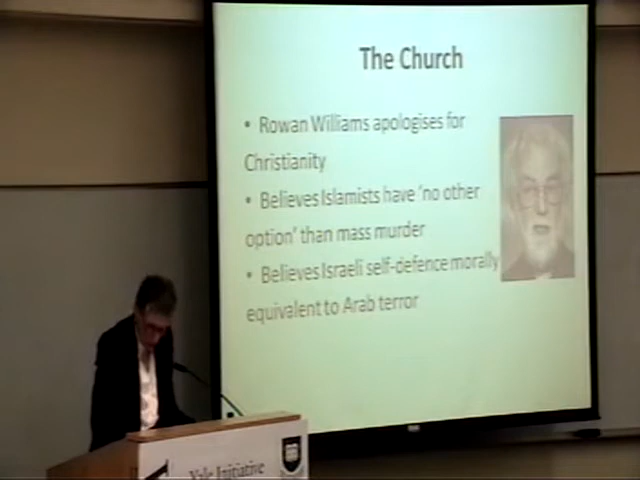 The Church
• Rowan Williams apologises for
Christianity
• Believes Islamists have 'no other
option' than mass murder
• Believes Israeli self-defence morally
equivalent to Arab terror
Yale Initiative